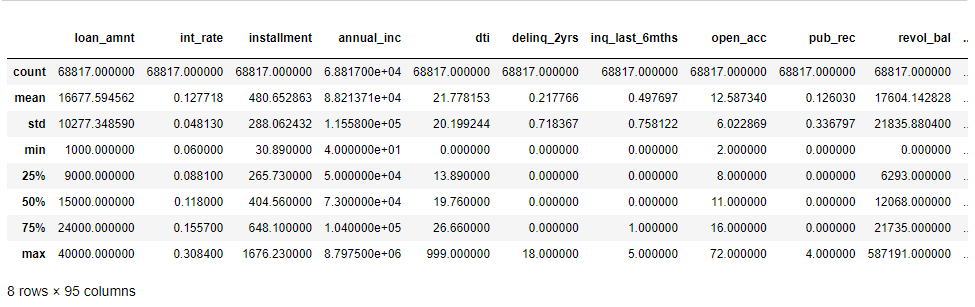 loan_amnt int_rate installment annual_inc dti delinq_2yrs inq_last_6mths open_acc pub_rec revol_bal ...
count 68817.000000 68817.000000 68817.000000 6.881700e+04 68817.000000 68817.000000 68817.000000 68817.000000 68817.000000 68817.000000 ...
mean 16677.594562 0.127718 480.652863 8.821371e+04 21.778153 0.217766 0.497697 12.587340 0.126030 17604.142828 ...
std 10277.348590 0.048130 288.062432 1.155800e+05 20.199244 0.718367 0.758122 6.022869 0.336797 21835.880400 ...
min 1000.000000 0.060000 30.890000 4.000000e+01 0.000000 0.000000 0.000000 2.000000 0.000000 0.000000 ...
25% 9000.000000 0.088100 265.730000 5.000000e+04 13.890000 0.000000 0.000000 8.000000 0.000000 6293.000000 ...
50% 15000.000000 0.118000 404.560000 7.300000e+04 19.760000 0.000000 0.000000 11.000000 0.000000 12068.000000 ...
75% 24000.000000 0.155700 648.100000 1.040000e+05 26.660000 0.000000 1.000000 16.000000 0.000000 21735.000000 ...
max 40000.000000 0.308400 1676.230000 8.797500e+06 999.000000 18.000000 5.000000 72.000000 4.000000 587191.000000 ...
8 rows × 95 columns